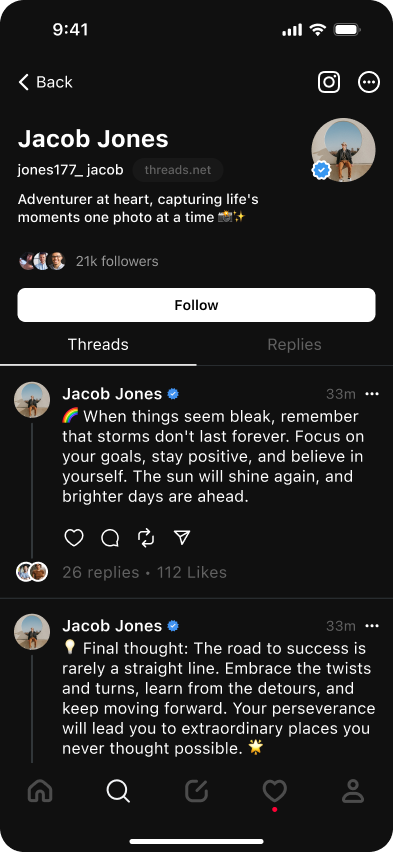 9:41
Back
Jacob Jones
jones177_ jacob threads.net
Adventurer at heart, capturing life's
moments one photo at a time 📸✨
21k followers
Follow
Threads Replies
Jacob Jones 33m
🌈 When things seem bleak, remember
that storms don't last forever. Focus on
your goals, stay positive, and believe in
yourself. The sun will shine again, and
brighter days are ahead.
26 replies • 112 Likes
Jacob Jones 33m
💡 Final thought: The road to success is
rarely a straight line. Embrace the twists
and turns, learn from the detours, and
keep moving forward. Your perseverance
will lead you to extraordinary places you
never thought possible. 🌟